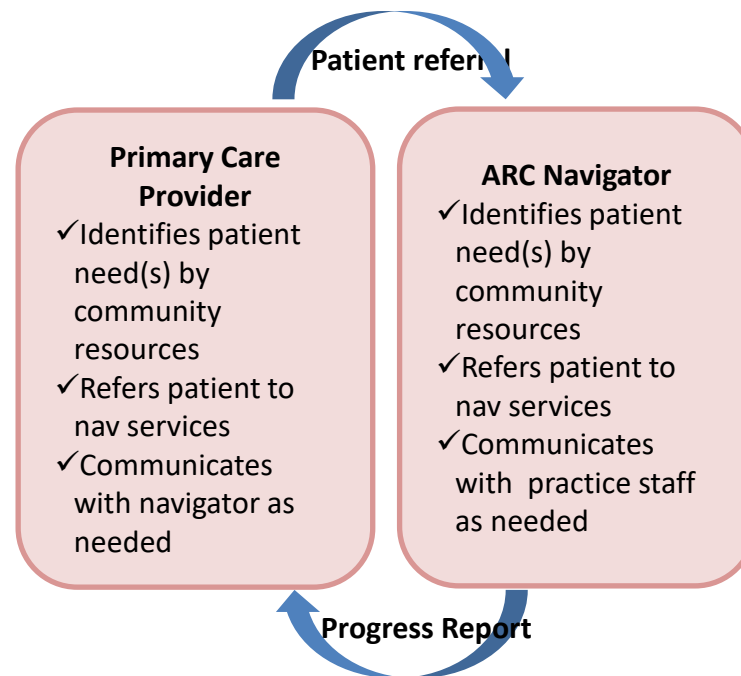 Patient referral
Primary Care
Provider
✓Identifies patient
need(s) by
community
resources
✓Refers patient to
nav services
✓Communicates
with navigator as
needed
ARC Navigator
✓Identifies patient
need(s) by
community
resources
✓Refers patient to
nav services
✓Communicates
with practice staff
as needed
Progress Report